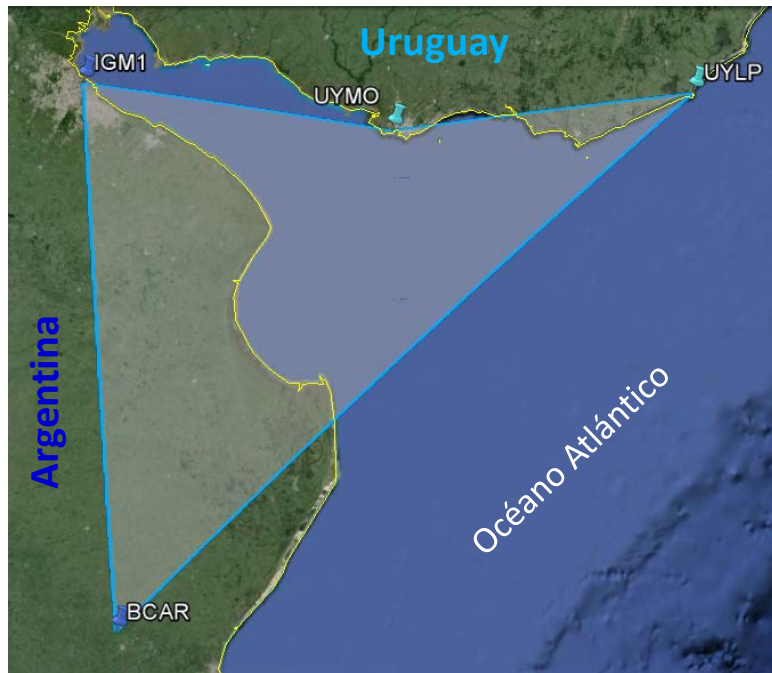 Uruguay
IGM1
UYLP
UYMO
Argentina
Océano Atlántico
BCAR